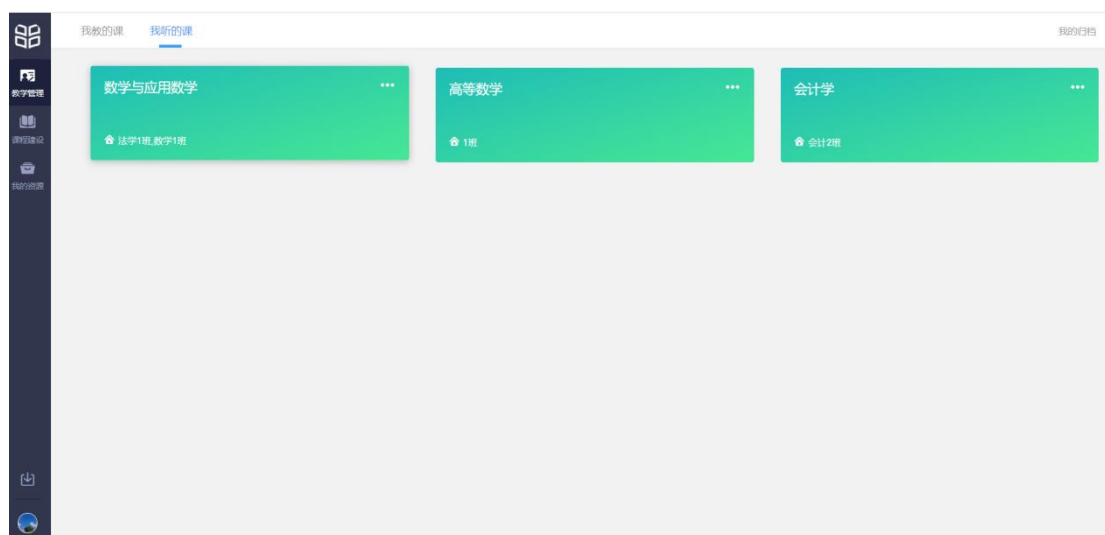 我教的课 我听的课 我的归档
教学管理
课程建设
我的资源
数学与应用数学
法学1班,数学1班
高等数学
1班
会计学
会计2班